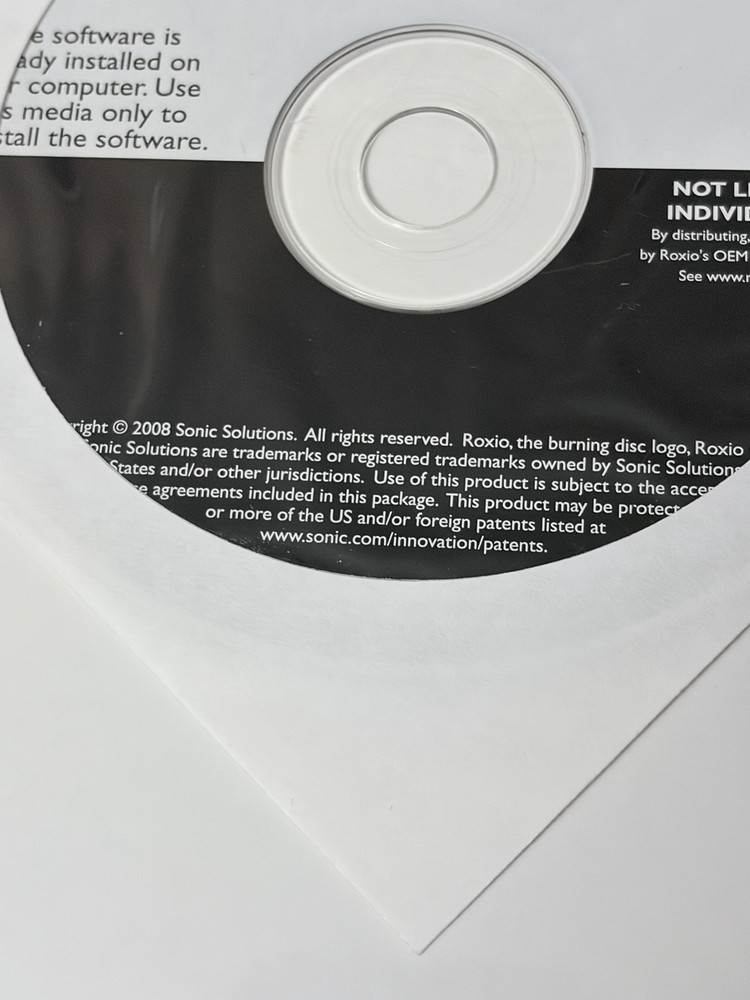 e software is
ady installed on
r computer. Use
s media only to
stall the software.
NOT LI
INDIVID
By distributing,
by Roxio's OEM
See www.r
right © 2008 Sonic Solutions. All rights reserved. Roxio, the burning disc logo, Roxio
onic Solutions are trademarks or registered trademarks owned by Sonic Solutions
States and/or other jurisdictions. Use of this product is subject to the accep
e agreements included in this package. This product may be protect
or more of the US and/or foreign patents listed at
www.sonic.com/innovation/patents.